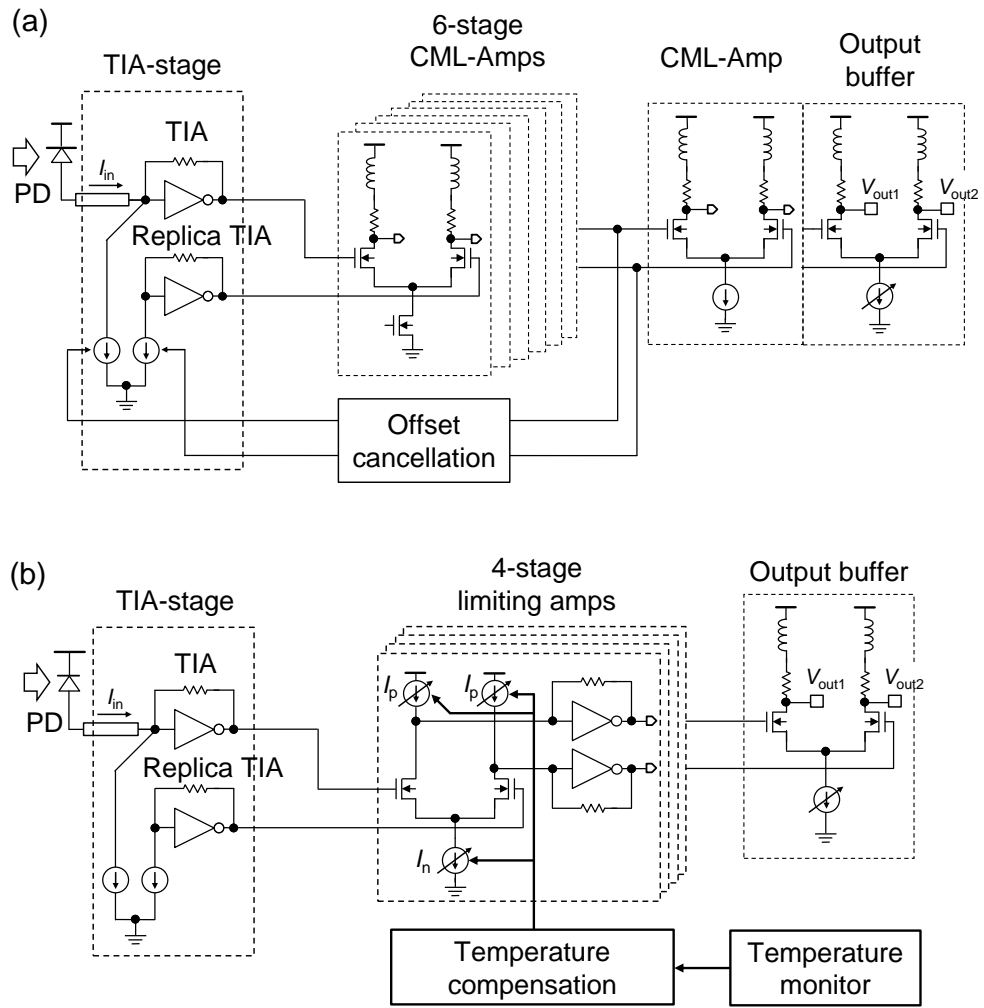 (a)
6-stage
CML-Amps
CML-Amp
Output
buffer
TIA-stage
TIA
PD
Iin
Replica TIA
Vout1
Vout2
Offset
cancellation
(b)
4-stage
limiting amps
Output buffer
TIA-stage
TIA
PD
Iin
Replica TIA
Ip
Ip
In
Vout1
Vout2
Temperature
compensation
Temperature
monitor